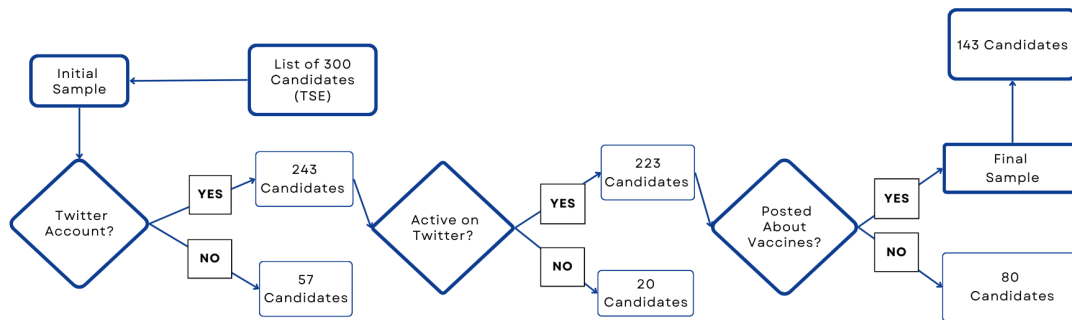 Initial
Sample
List of 300
Candidates
(TSE)
Twitter
Account?
YES
NO
243
Candidates
57
Candidates
Active on
Twitter?
YES
NO
223
Candidates
20
Candidates
Posted
About
Vaccines?
YES
NO
Final
Sample
143 Candidates
80
Candidates